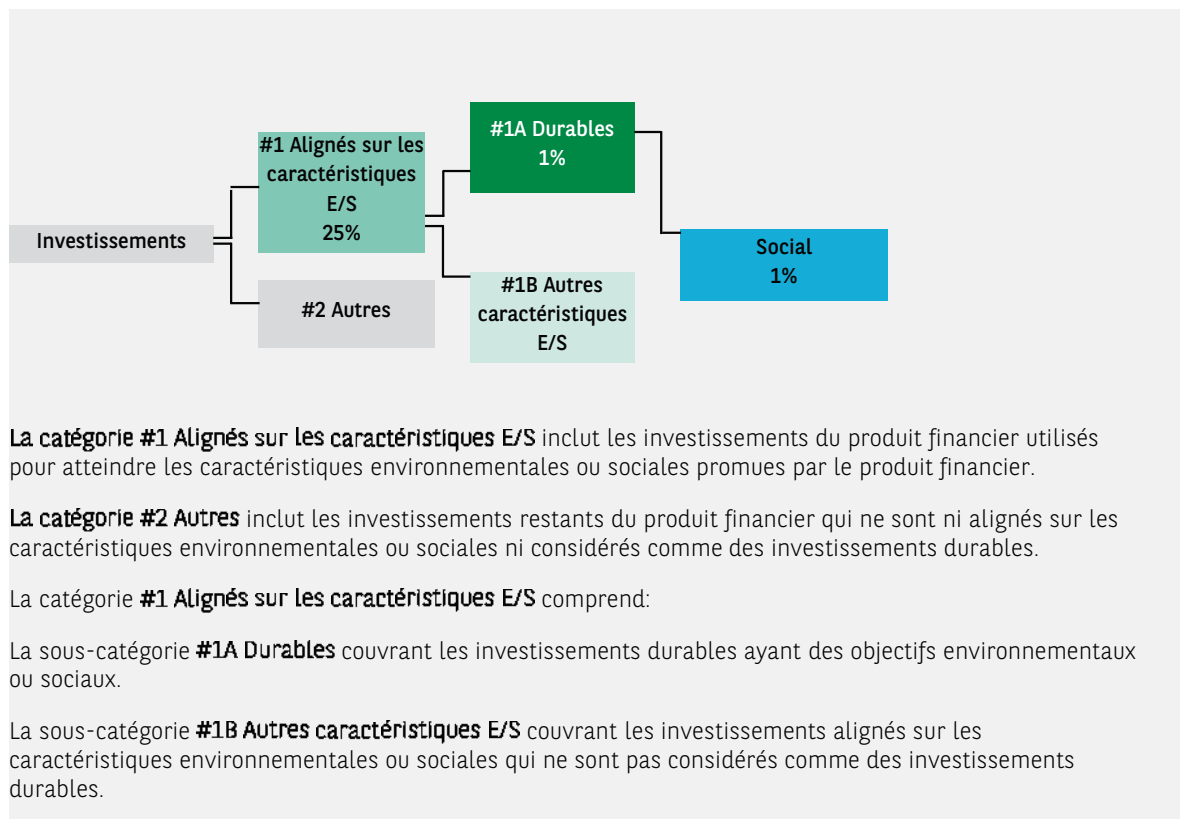 #1A Durables
1%
#1 Alignés sur les
caractéristiques
E/S
25%
Investissements
Social
1%
#1B Autres
caractéristiques
E/S
#2 Autres
La catégorie #1 Alignés sur les caractéristiques E/S inclut les investissements du produit financier utilisés
pour atteindre les caractéristiques environnementales ou sociales promues par le produit financier.
La catégorie #2 Autres inclut les investissements restants du produit financier qui ne sont ni alignés sur les
caractéristiques environnementales ou sociales ni considérés comme des investissements durables.
La catégorie #1 Alignés sur les caractéristiques E/S comprend:
La sous-catégorie #1A Durables couvrant les investissements durables ayant des objectifs environnementaux
ou sociaux.
La sous-catégorie #1B Autres caractéristiques E/S couvrant les investissements alignés sur les
caractéristiques environnementales ou sociales qui ne sont pas considérés comme des investissements
durables.